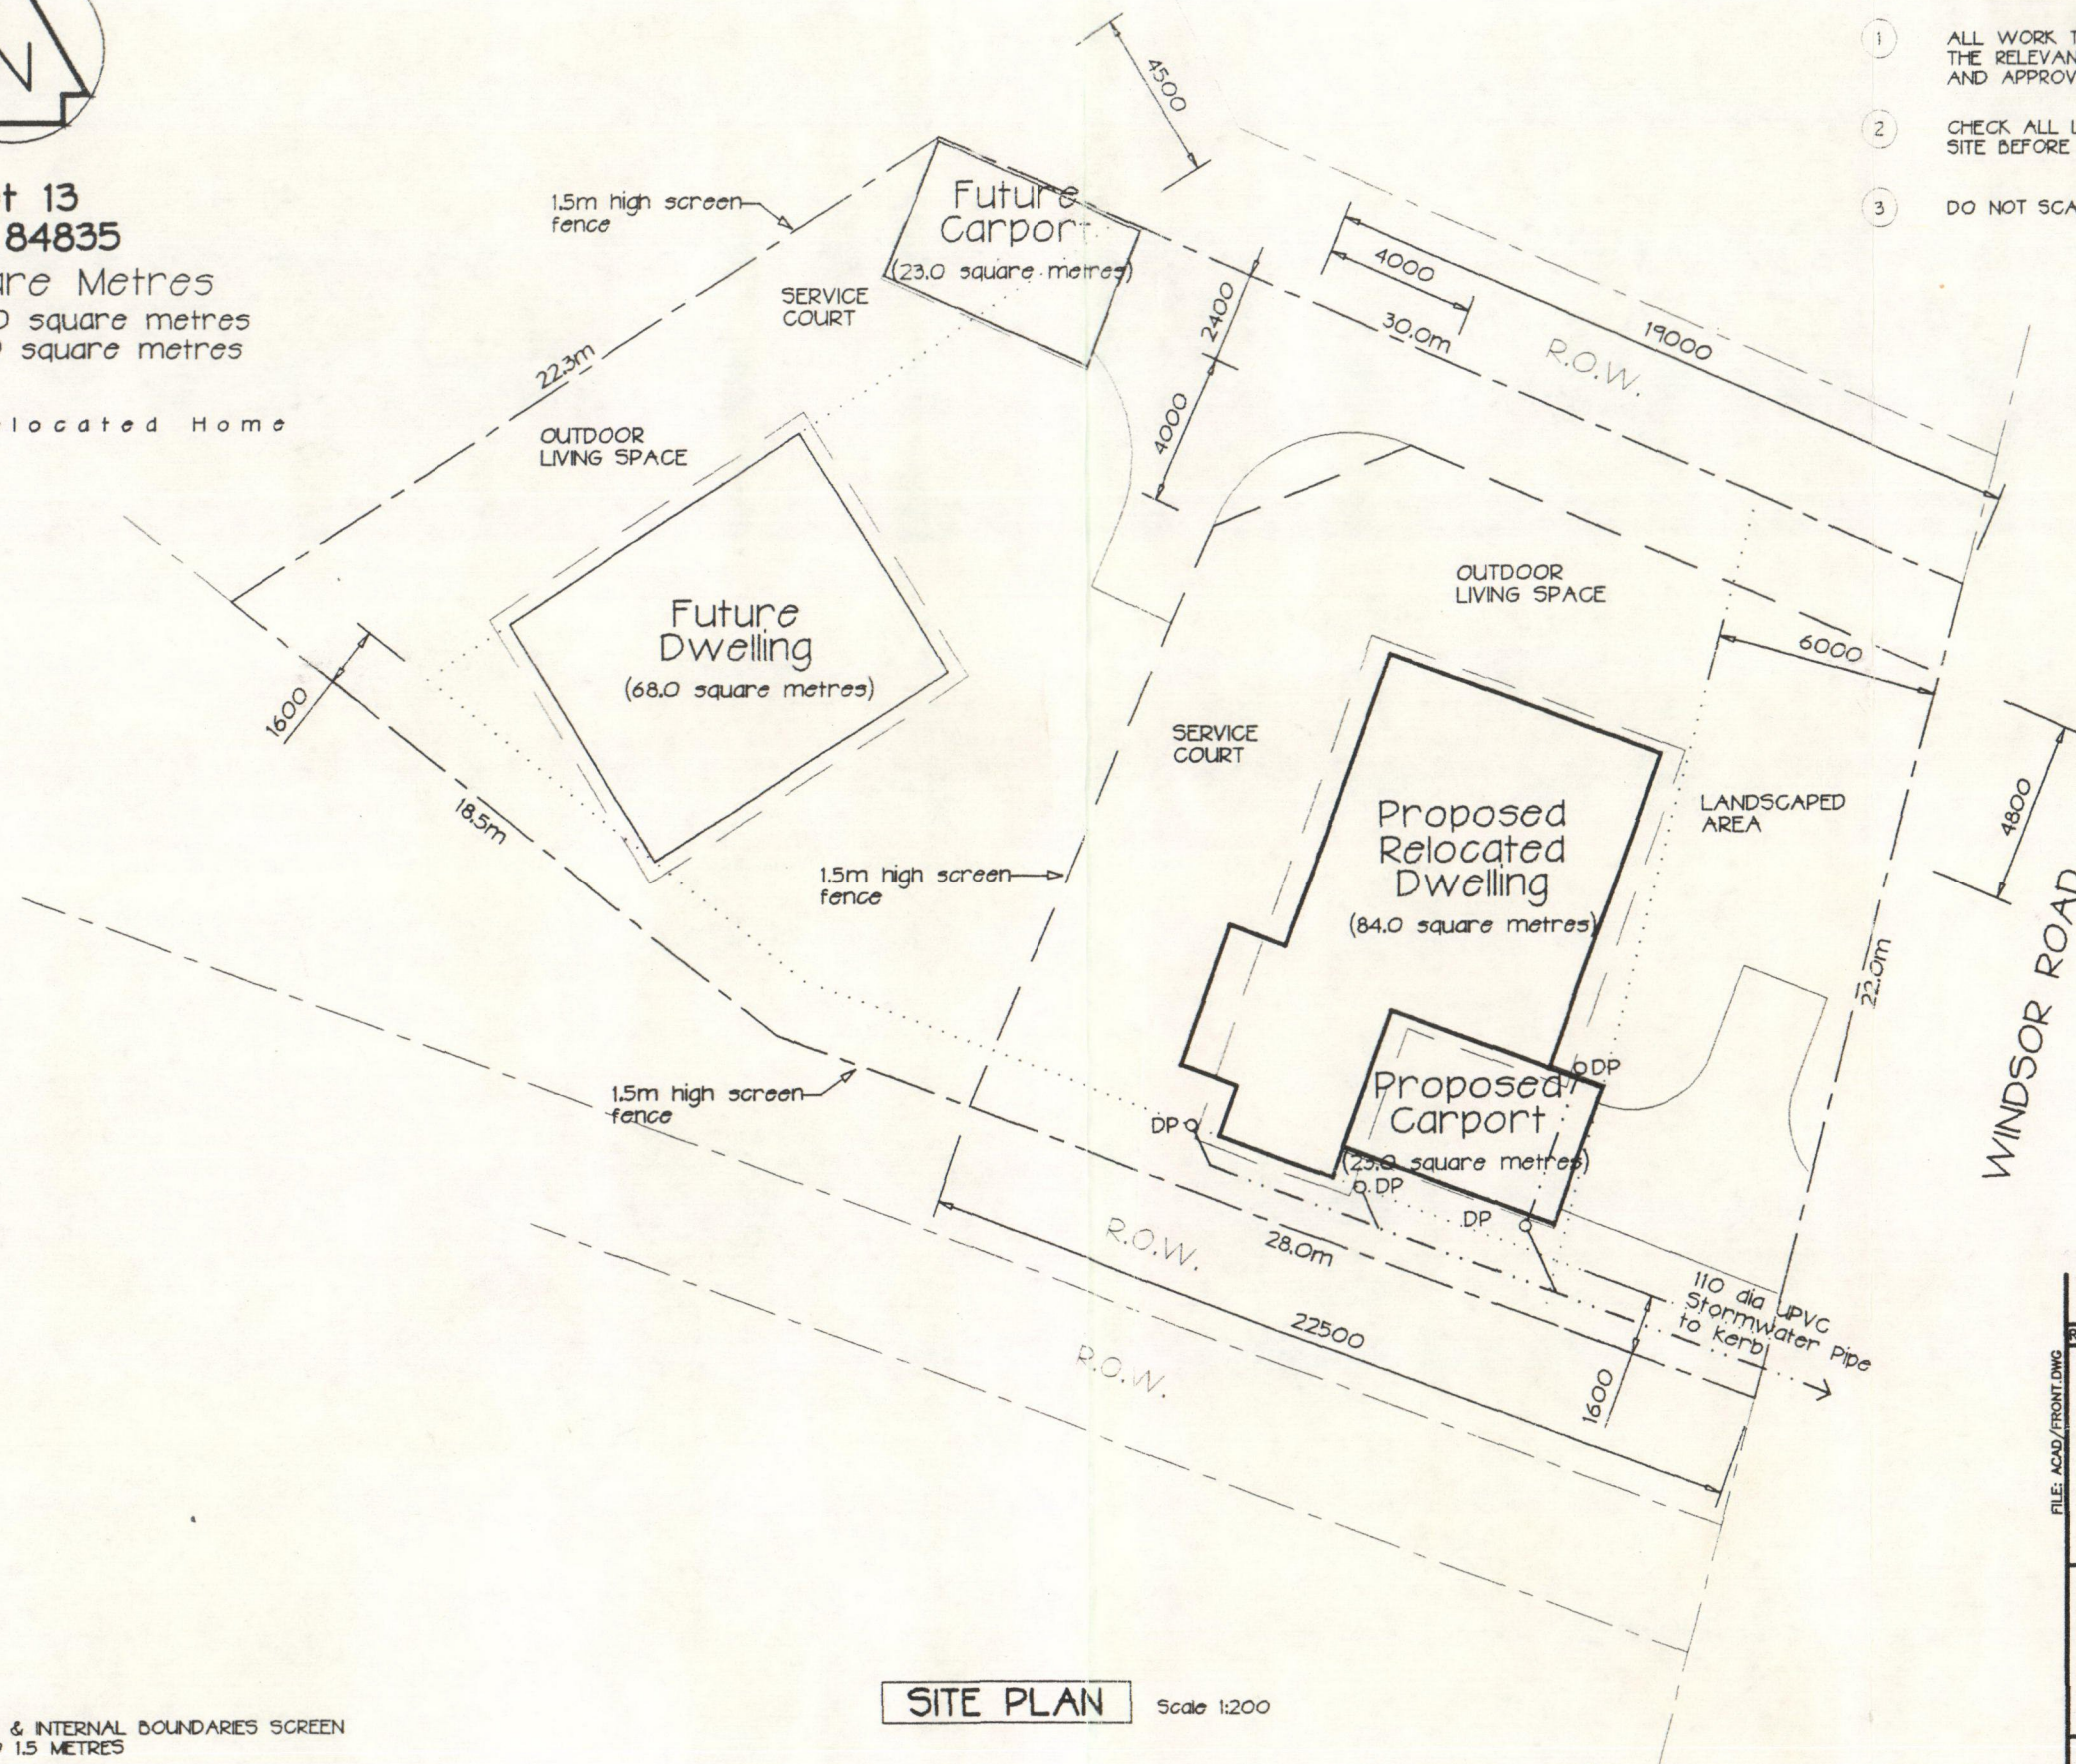 N
13
84835
Metres
square metres
square metres
Home
1.5m high screen
fence
Future
Carport
(23.0 square metres)
4500
1
ALL WORK
THE
AND
2
CHECK ALL
SITE BEFORE
3
DO NOT
SERVICE
COURT
22.3m
OUTDOOR
LIVING SPACE
2400
4000
4000
30.0m
19000
R.O.W.
Future
Dwelling
(68.0 square metres)
1600
18.5m
OUTDOOR
LIVING SPACE
6000
SERVICE
COURT
LANDSCAPED
AREA
4800
WINDSOR ROAD
22.0m
1.5m high screen
fence
Proposed
Relocated
Dwelling
(84.0 square metres)
1.5m high screen
fence
DP
Proposed
Carport
(23.0 square metres)
DP
DP
DP
R.O.W.
28.0m
22500
R.O.W.
110 dia UPVC
Stormwater Pipe
to Kerb
1600
FILE: ACAD/FRONT.DWG
SITE PLAN Scale 1:200
& INTERNAL BOUNDARIES SCREEN
1.5 METRES